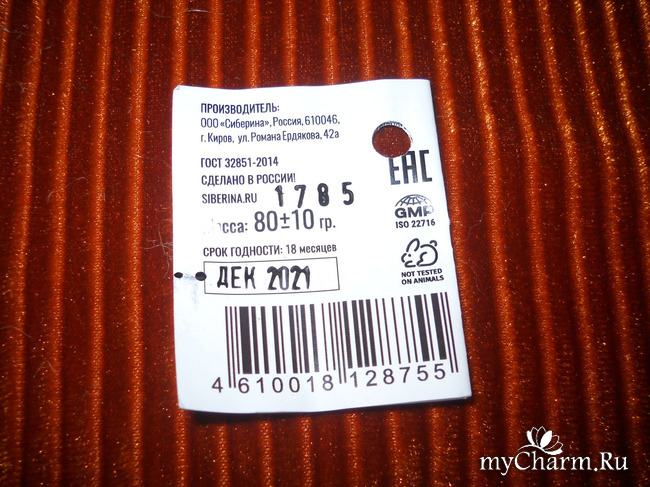 ПРОИЗВОДИТЕЛЬ:
ООО «Сиберина», Россия, 610046,
г. Киров, ул. Романа Ердякова, 42а
ГОСТ 32851-2014
СДЕЛАНО В РОССИИ!
SIBERINA.RU 1785
80±10 гр.
СРОК ГОДНОСТИ: 18 месяцев
ДЕК 2021
EAC
GMP
ISO 22716
NOT TESTED
ON ANIMALS
4 610018 128755
myCharm.Ru